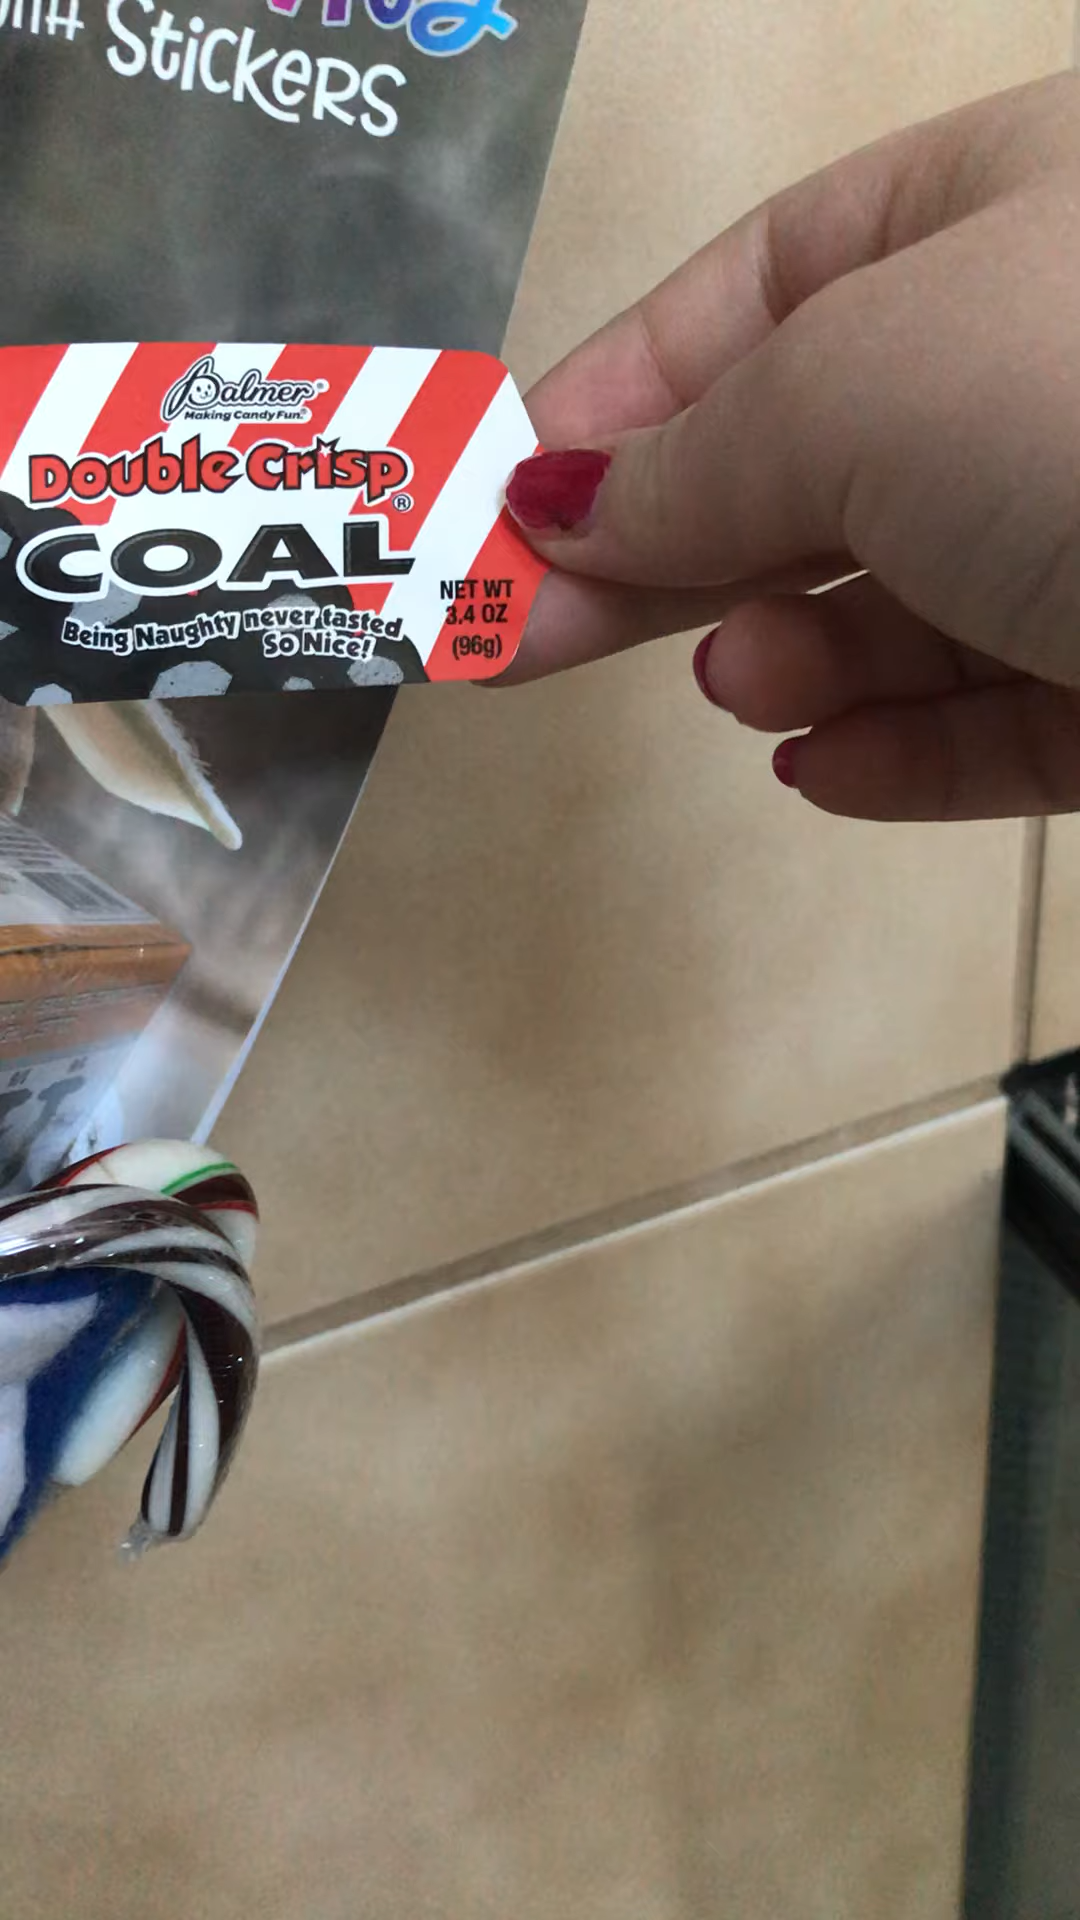 Stickers
Palmer®
Making Candy Fun.®
Double Crisp®
COAL
Being Naughty never tasted
So Nice!
NET WT
3.4 OZ
(96g)